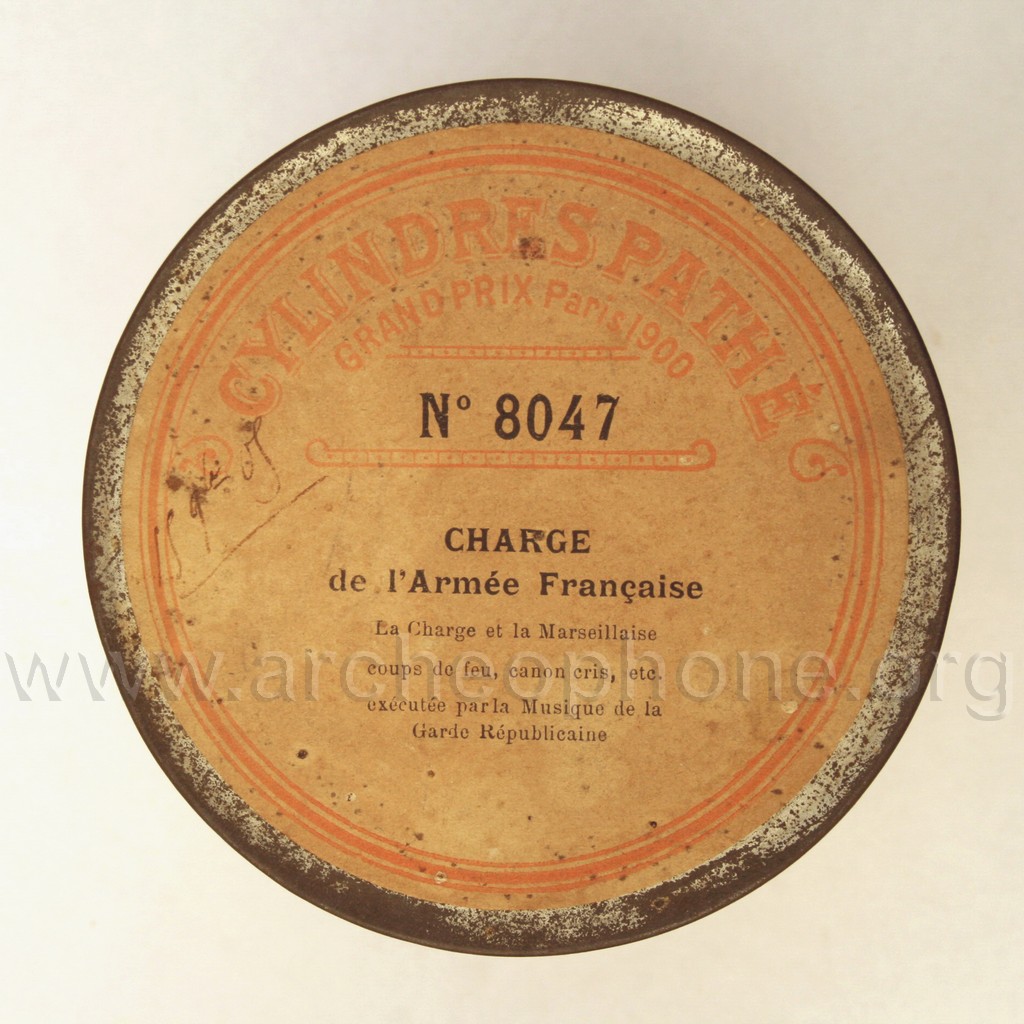 CYLINDRES PATHÉ
GRAND PRIX Paris 1900
Nº 8047
CHARGE
de l'Armée Française
La Charge et la Marseillaise
coups de feu, canon cris, etc.
exécutée par la Musique de la
Garde Républicaine
www.archeophone.org